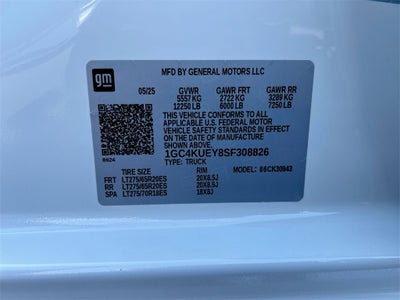 gm
MFD BY GENERAL MOTORS LLC
05/25 GVWR GAWR FRT GAWR RR
5557 KG 2722 KG 3289 KG
12250 LB 6000 LB 7250 LB
THIS VEHICLE CONFORMS TO ALL
APPLICABLE U.S. FEDERAL MOTOR
VEHICLE SAFETY AND THEFT
PREVENTION STANDARDS IN EFFECT
ON THE DATE OF MANUFACTURE
SHOWN ABOVE.
1GC4KUEY8SF308826
TYPE: TRUCK
TIRE SIZE RIM MODEL:
FRT LT275/65R20ES 20X8.5J
RR LT275/65R20ES 20X8.5J
SPA LT275/70R18ES 18X8J